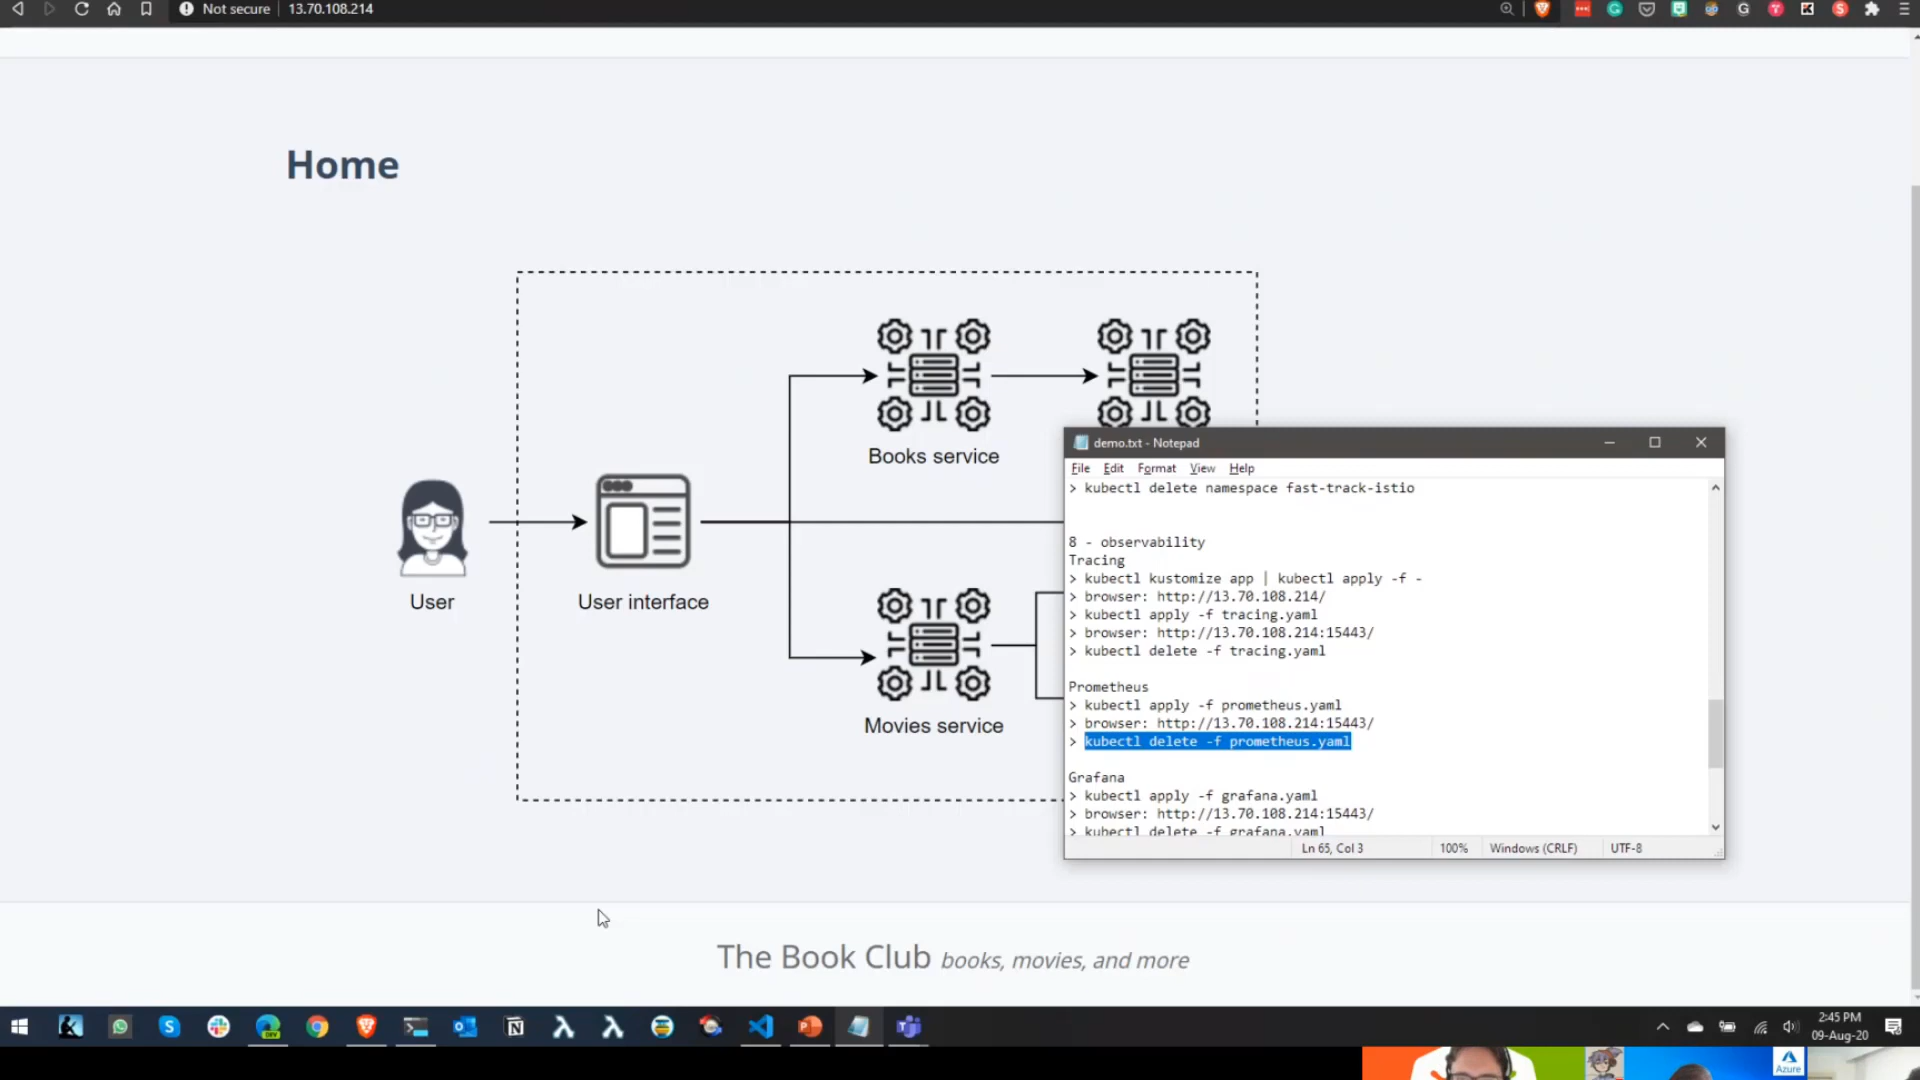 Not secure
13.70.108.214
Home
Books service
User
User interface
Movies service
demo.txt - Notepad
File Edit Format View Help
> kubectl delete namespace fast-track-istio
8 - observability
Tracing
> kubectl kustomize app | kubectl apply -f -
> browser: http://13.70.108.214/
> kubectl apply -f tracing.yaml
> browser: http://13.70.108.214:15443/
> kubectl delete -f tracing.yaml
Prometheus
> kubectl apply -f prometheus.yaml
> browser: http://13.70.108.214:15443/
> kubectl delete -f prometheus.yaml
Grafana
> kubectl apply -f grafana.yaml
> browser: http://13.70.108.214:15443/
> kubectl delete -f grafana.yaml
Ln 65, Col 3 100% Windows (CRLF) UTF-8
The Book Club books, movies, and more
2:45 PM
09-Aug-20
Azure